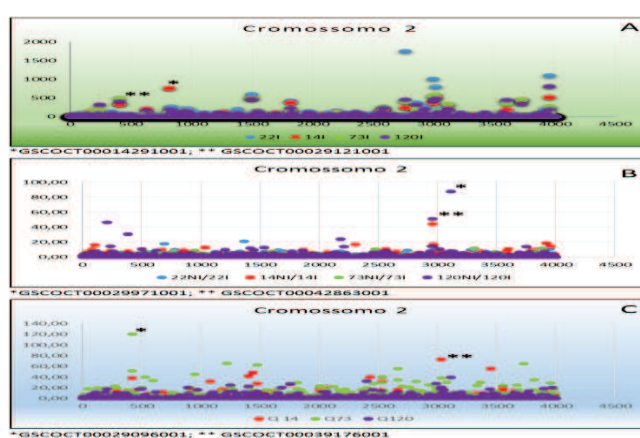 Cromossomo 2
A
2000
1500
1000
500
0
* *
*
0 500 1000 1500 2000 2500 3000 3500 4000 4500
22I 14I 73I 120I
*GSCOCT00014291001; ** GSCOCT00029121001
Cromossomo 2
B
100,00
80,00
60,00
40,00
20,00
0,00
*
* *
0 500 1000 1500 2000 2500 3000 3500 4000 4500
22NI/22I 14NI/14I 73NI/73I 120NI/120I
*GSCOCT00029971001; ** GSCOCT00042863001
Cromossomo 2
C
140,00
120,00
100,00
80,00
60,00
40,00
20,00
0,00
*
* *
0 500 1000 1500 2000 2500 3000 3500 4000 4500
Q 14 Q73 Q120
*GSCOCT00029096001; ** GSCOCT00039176001